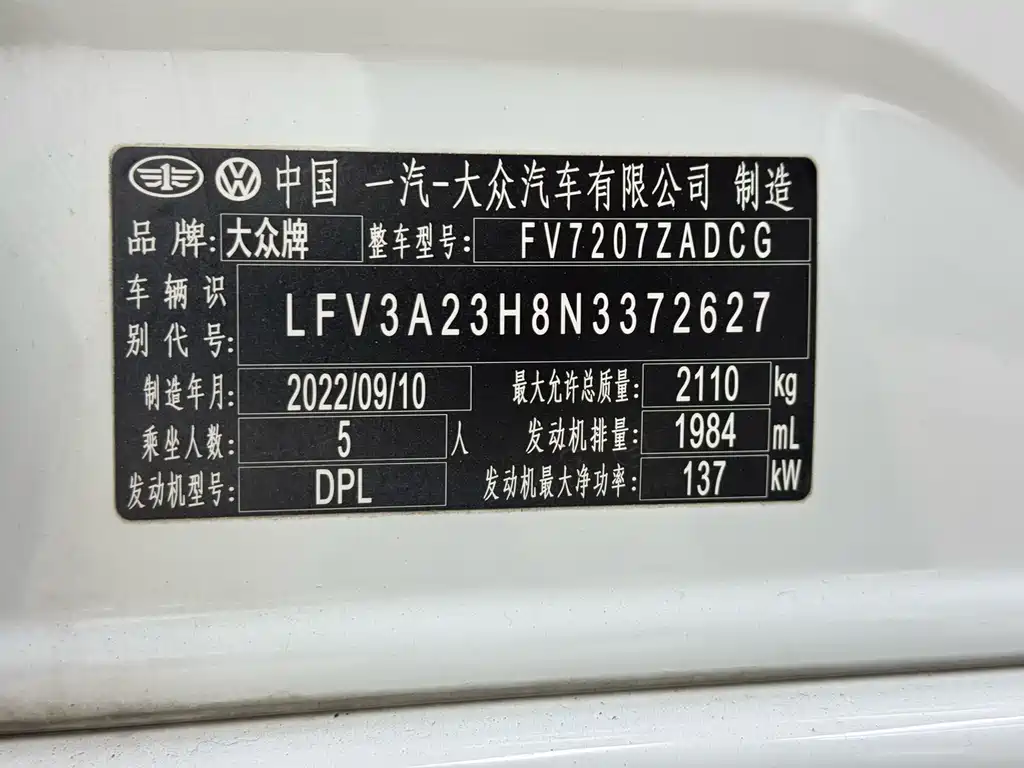 中国 一汽-大众汽车有限公司 制造
品牌: 大众牌 整车型号: FV7207ZADCG
车辆识别代号: LFV3A23H8N3372627
制造年月: 2022/09/10 最大允许总质量: 2110 kg
乘坐人数: 5 人 发动机排量: 1984 mL
发动机型号: DPL 发动机最大净功率: 137 kW